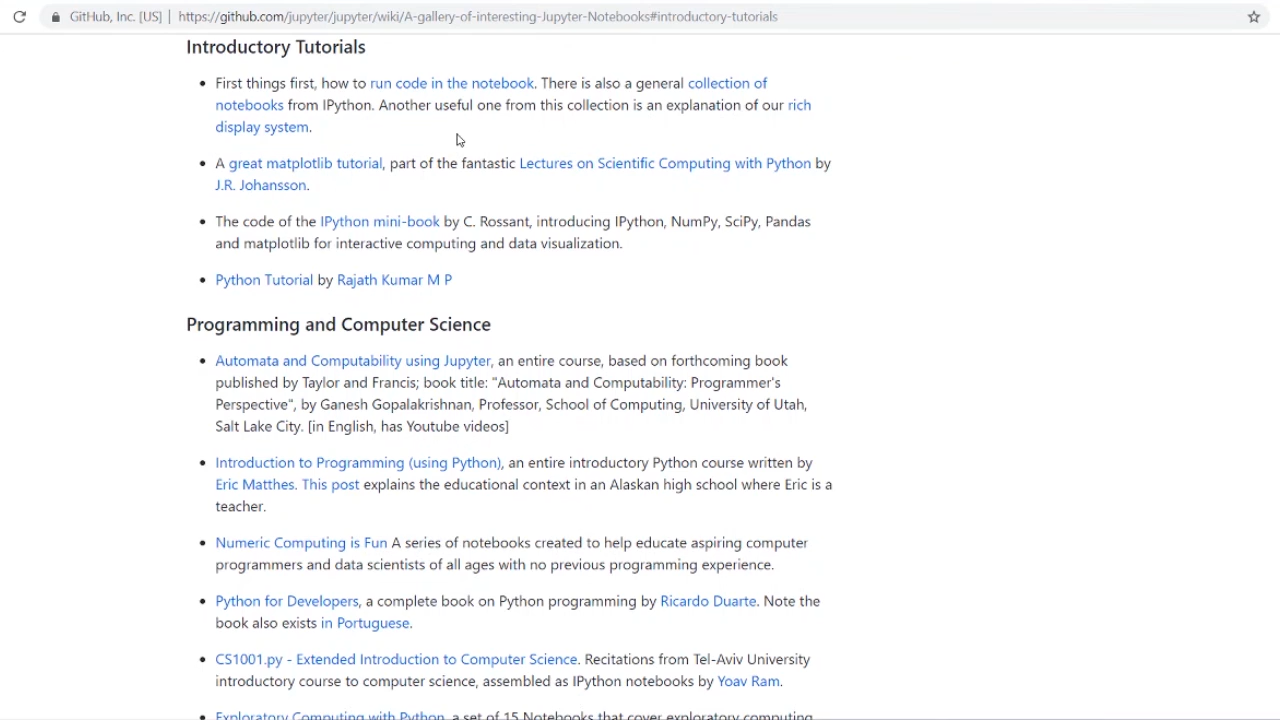 GitHub, Inc. [US] | https://github.com/jupyter/jupyter/wiki/A-gallery-of-interesting-Jupyter-Notebooks#introductory-tutorials
Introductory Tutorials
First things first, how to run code in the notebook. There is also a general collection of
notebooks from IPython. Another useful one from this collection is an explanation of our rich
display system.
A great matplotlib tutorial, part of the fantastic Lectures on Scientific Computing with Python by
J.R. Johansson.
The code of the IPython mini-book by C. Rossant, introducing IPython, NumPy, SciPy, Pandas
and matplotlib for interactive computing and data visualization.
Python Tutorial by Rajath Kumar M P
Programming and Computer Science
Automata and Computability using Jupyter, an entire course, based on forthcoming book
published by Taylor and Francis; book title: "Automata and Computability: Programmer's
Perspective", by Ganesh Gopalakrishnan, Professor, School of Computing, University of Utah,
Salt Lake City. [in English, has Youtube videos]
Introduction to Programming (using Python), an entire introductory Python course written by
Eric Matthes. This post explains the educational context in an Alaskan high school where Eric is a
teacher.
Numeric Computing is Fun A series of notebooks created to help educate aspiring computer
programmers and data scientists of all ages with no previous programming experience.
Python for Developers, a complete book on Python programming by Ricardo Duarte. Note the
book also exists in Portuguese.
CS1001.py - Extended Introduction to Computer Science. Recitations from Tel-Aviv University
introductory course to computer science, assembled as IPython notebooks by Yoav Ram.
Exploratory Computing with Python, a set of 15 Notebooks that cover exploratory computing,